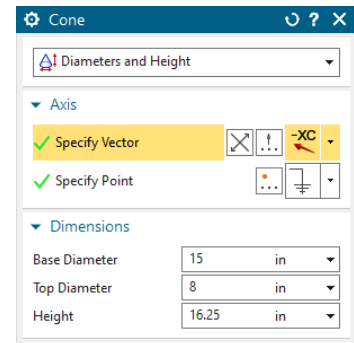 Cone
Diameters and Height
Axis
Specify Vector -XC
Specify Point
Dimensions
Base Diameter 15 in
Top Diameter 8 in
Height 16.25 in